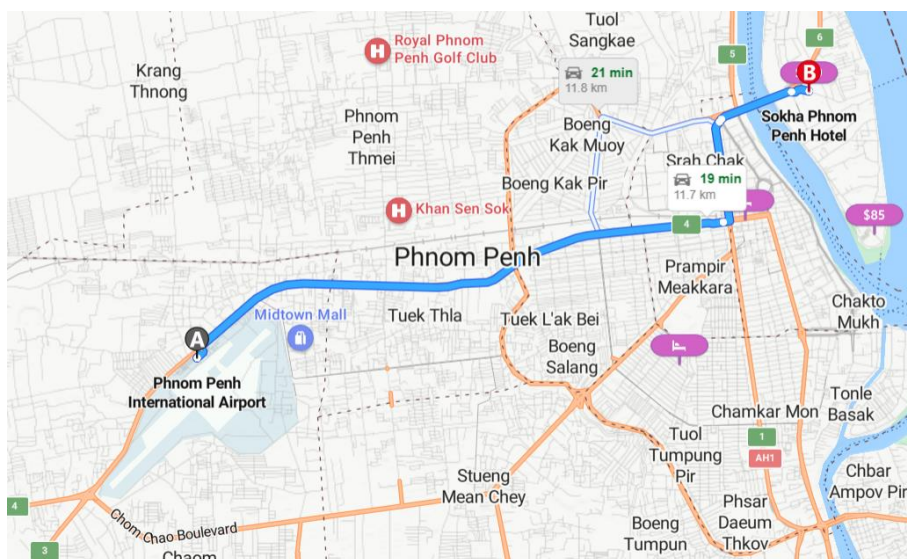 Tuol
Sangkae
5
6
Royal Phnom
Penh Golf Club
H
Krang
Thnong
21 min
11.8 km
B
Sokha Phnom
Penh Hotel
Phnom
Penh
Thmei
Boeng
Kak Muoy
Srah Chak
19 min
11.7 km
Boeng Kak Pir
H
Khan Sen Sok
4
$85
Phnom Penh
Prampir
Meakkara
Chakto
Mukh
Midtown Mall
Tuek Thla
Tuek L'ak Bei
A
Boeng
Salang
Phnom Penh
International Airport
Tonle
Basak
Chamkar Mon
1
AH1
Tuol
Tumpung
Pir
Stueng
Mean Chey
Chbar
Ampov Pir
4
Phsar
Daeum
Thkov
Chom Chao Boulevard
3
Chaom
Boeng
Tumpun